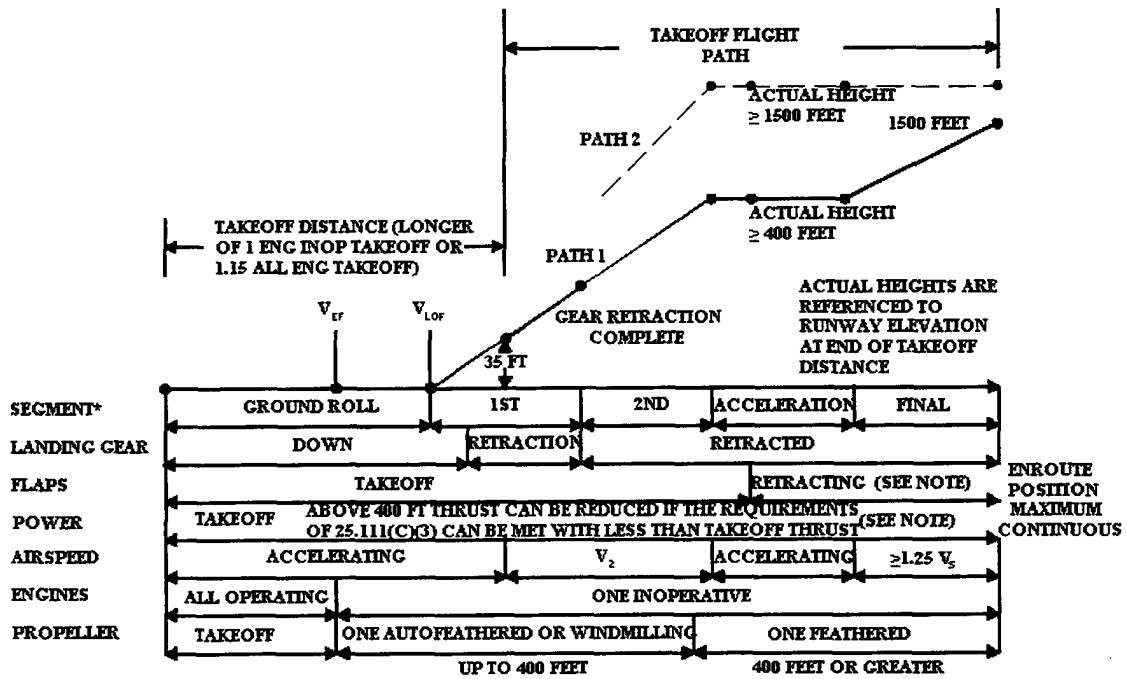 TAKEOFF FLIGHT
PATH
ACTUAL HEIGHT
≥ 1500 FEET
1500 FEET
PATH 2
TAKEOFF DISTANCE (LONGER
OF 1 ENG INOP TAKEOFF OR
1.15 ALL ENG TAKEOFF)
ACTUAL HEIGHT
≥ 400 FEET
PATH 1
V_EF
V_LOF
GEAR RETRACTION
COMPLETE
ACTUAL HEIGHTS ARE
REFERENCED TO
RUNWAY ELEVATION
AT END OF TAKEOFF
DISTANCE
35 FT
SEGMENT* GROUND ROLL 1ST 2ND ACCELERATION FINAL
LANDING GEAR DOWN RETRACTION RETRACTED
FLAPS TAKEOFF RETRACTING (SEE NOTE) ENROUTE
POSITION
POWER TAKEOFF ABOVE 400 FT THRUST CAN BE REDUCED IF THE REQUIREMENTS
OF 25.111(C)(3) CAN BE MET WITH LESS THAN TAKEOFF THRUST (SEE NOTE) MAXIMUM
CONTINUOUS
AIRSPEED ACCELERATING V₂ ACCELERATING ≥1.25 V_S
ENGINES ALL OPERATING ONE INOPERATIVE
PROPELLER TAKEOFF ONE AUTOFEATHERED OR WINDMILLING ONE FEATHERED
UP TO 400 FEET 400 FEET OR GREATER